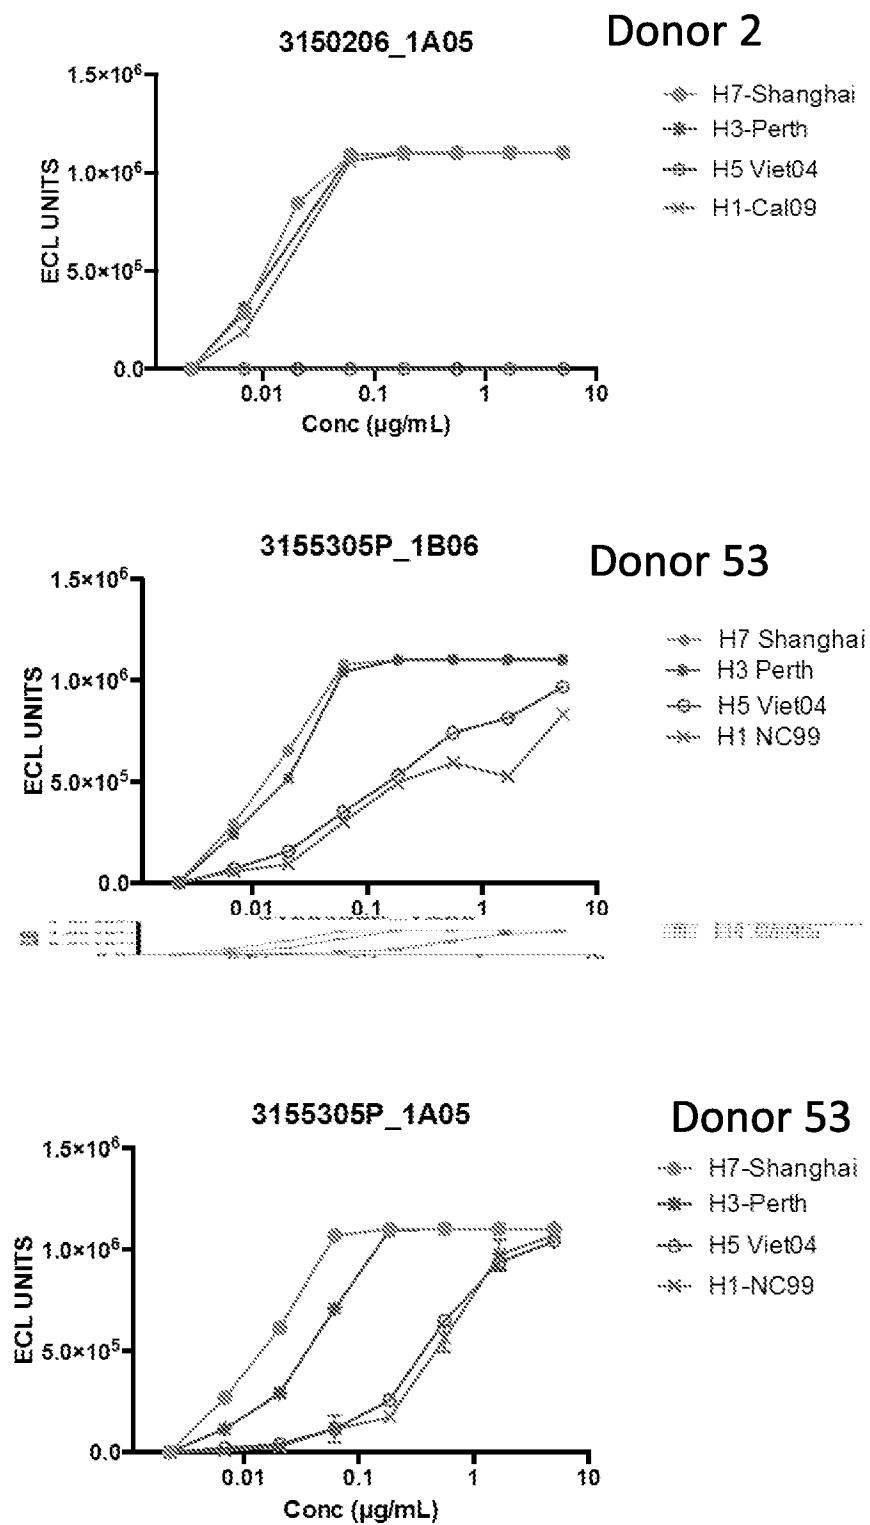 3150206_1A05
Donor 2
1.5×10⁶
1.0×10⁶
5.0×10⁵
0.0
ECL UNITS
0.01
0.1
1
10
Conc (µg/mL)
H7-Shanghai
H3-Perth
H5 Viet04
H1-Cal09
3155305P_1B06
Donor 53
1.5×10⁶
1.0×10⁶
5.0×10⁵
0.0
ECL UNITS
0.01
0.1
1
10
H7 Shanghai
H3 Perth
H5 Viet04
H1 NC99
3155305P_1A05
Donor 53
1.5×10⁶
1.0×10⁶
5.0×10⁵
0.0
ECL UNITS
0.01
0.1
1
10
Conc (µg/mL)
H7-Shanghai
H3-Perth
H5 Viet04
H1-NC99